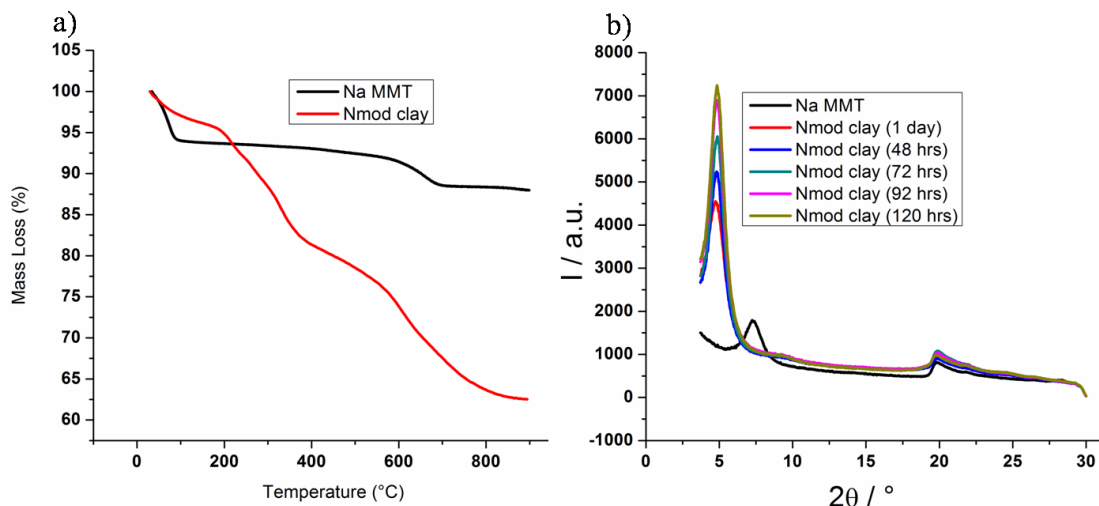 a)
105
100
95
90
85
80
75
70
65
60
Mass Loss (%)
Na MMT
Nmod clay
0
200
400
600
800
Temperature (°C)
b)
8000
7000
6000
5000
4000
3000
2000
1000
0
-1000
I / a.u.
Na MMT
Nmod clay (1 day)
Nmod clay (48 hrs)
Nmod clay (72 hrs)
Nmod clay (92 hrs)
Nmod clay (120 hrs)
0
5
10
15
20
25
30
2θ / °